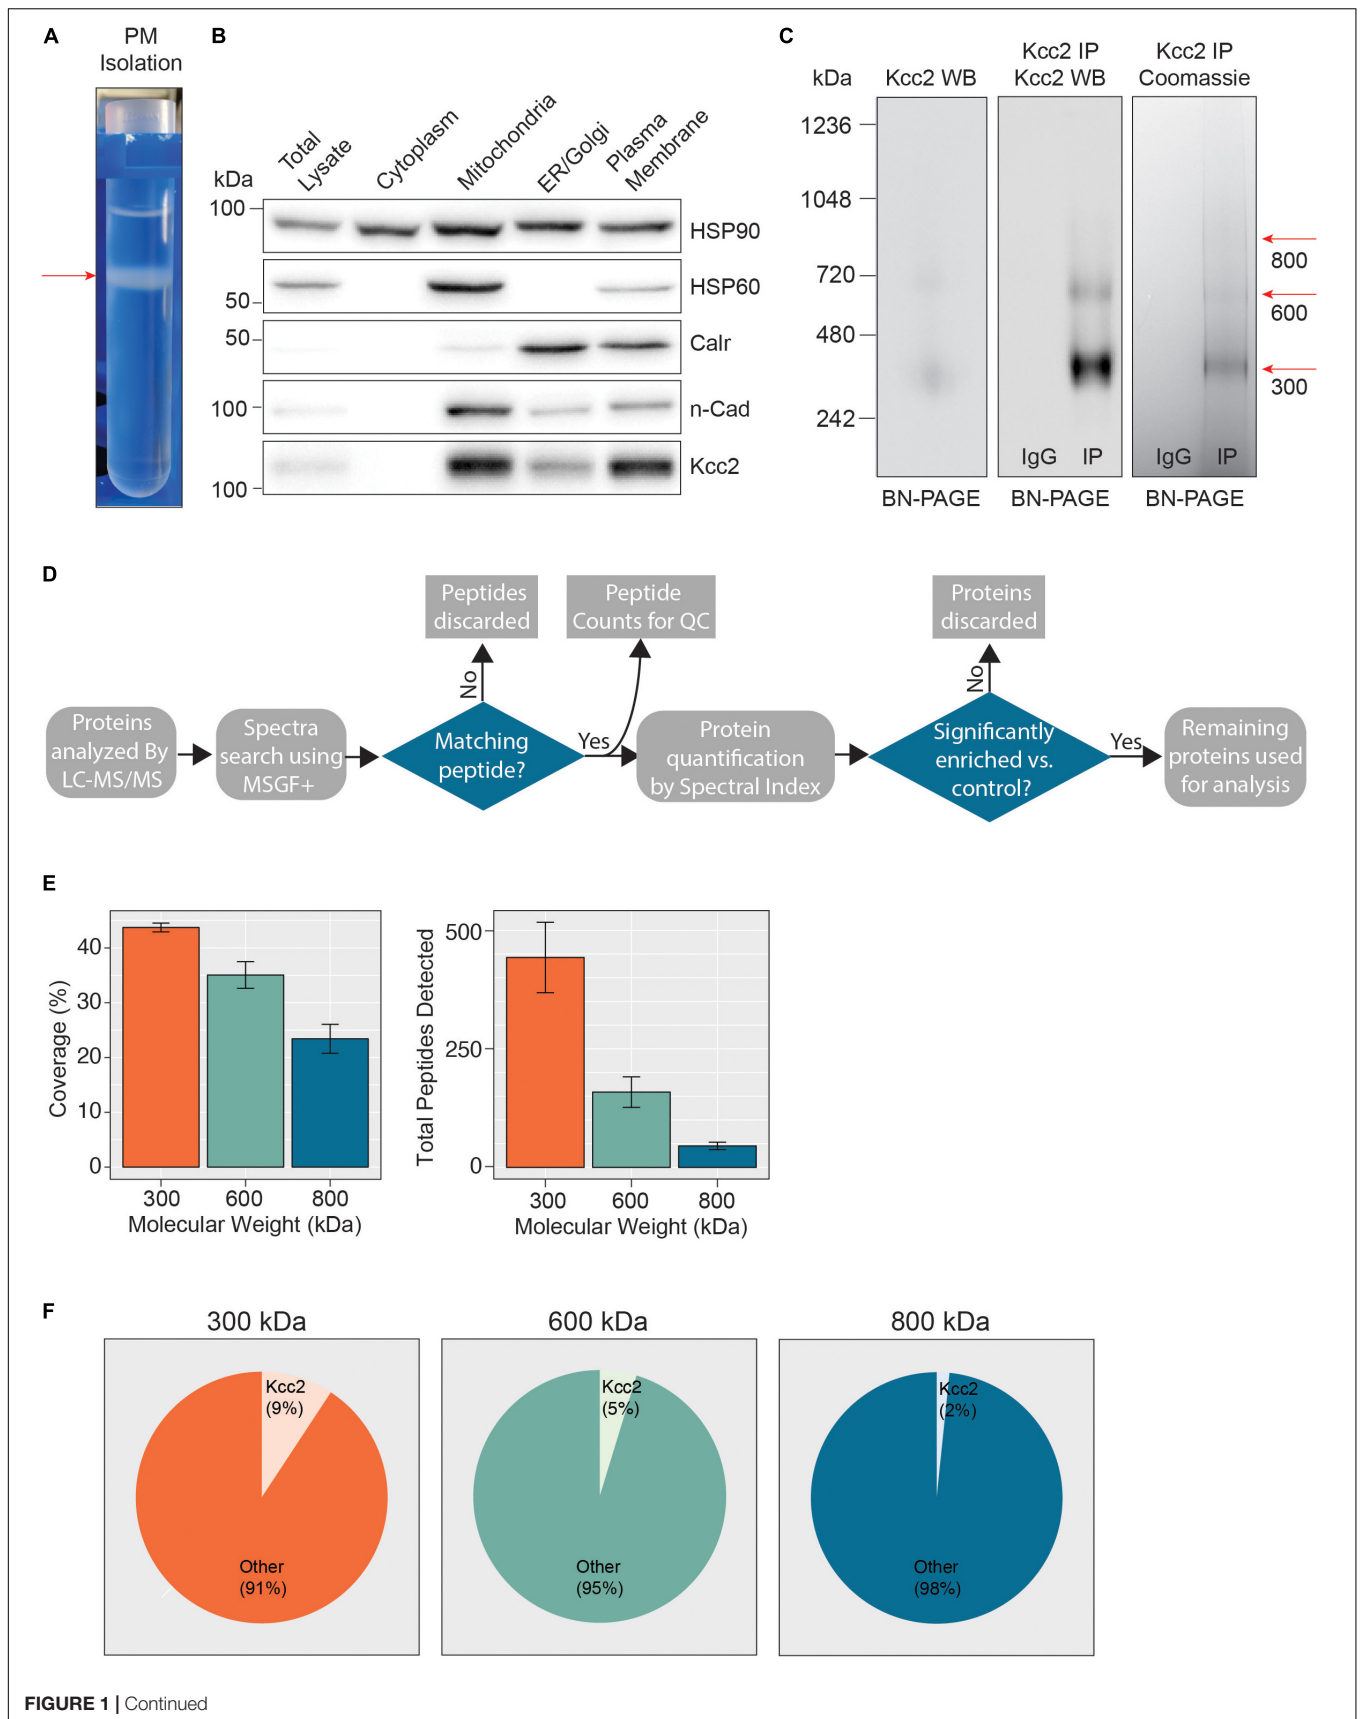 A
PM
Isolation
B
Total
Lysate
Cytoplasm
Mitochondria
ER/Golgi
Plasma
Membrane
kDa
100
HSP90
50
HSP60
50
Calr
100
n-Cad
100
Kcc2
C
kDa
Kcc2 WB
Kcc2 IP
Kcc2 WB
Kcc2 IP
Coomassie
1236
1048
720
480
242
IgG IP
IgG IP
800
600
300
BN-PAGE
BN-PAGE
BN-PAGE
D
Proteins
analyzed By
LC-MS/MS
Spectra
search using
MSGF+
Matching
peptide?
No
Peptides
discarded
Yes
Peptide
Counts for QC
Protein
quantification
by Spectral Index
Significantly
enriched vs.
control?
No
Proteins
discarded
Yes
Remaining
proteins used
for analysis
E
Coverage (%)
40
30
20
10
0
300 600 800
Molecular Weight (kDa)
Total Peptides Detected
500
250
0
300 600 800
Molecular Weight (kDa)
F
300 kDa
Kcc2
(9%)
Other
(91%)
600 kDa
Kcc2
(5%)
Other
(95%)
800 kDa
Kcc2
(2%)
Other
(98%)
FIGURE 1 | Continued